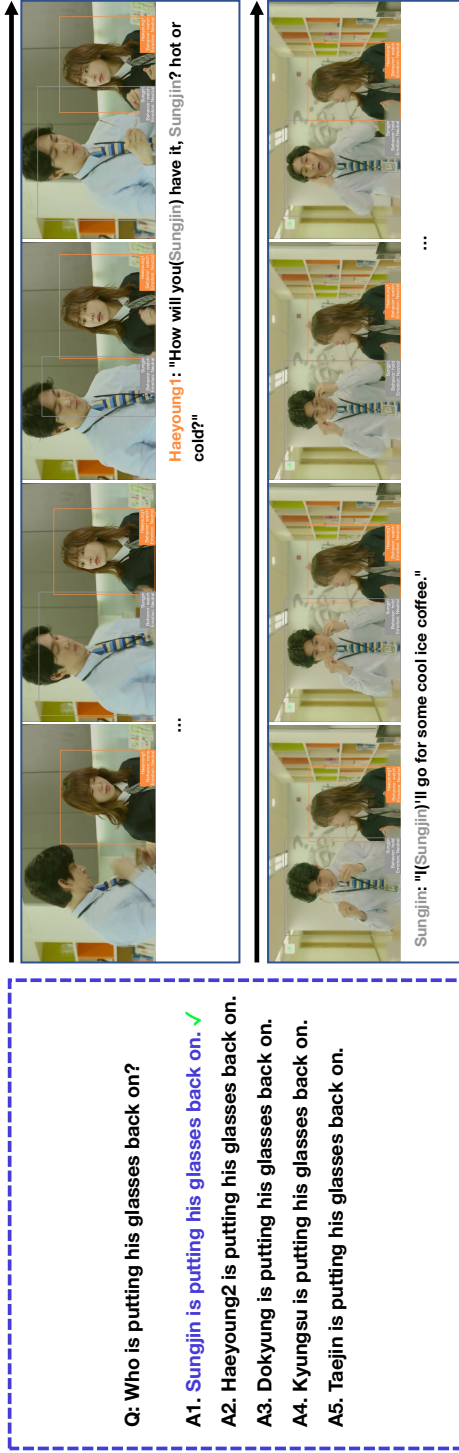 Q: Who is putting his glasses back on?
A1. Sungjin is putting his glasses back on. ✓
A2. Haeyoung2 is putting his glasses back on.
A3. Dokyung is putting his glasses back on.
A4. Kyungsu is putting his glasses back on.
A5. Taejin is putting his glasses back on.
...
Haeyoung1: "How will you(Sungjin) have it, Sungjin? hot or
cold?"
Sungjin: "I(Sungjin)'ll go for some cool ice coffee."
...